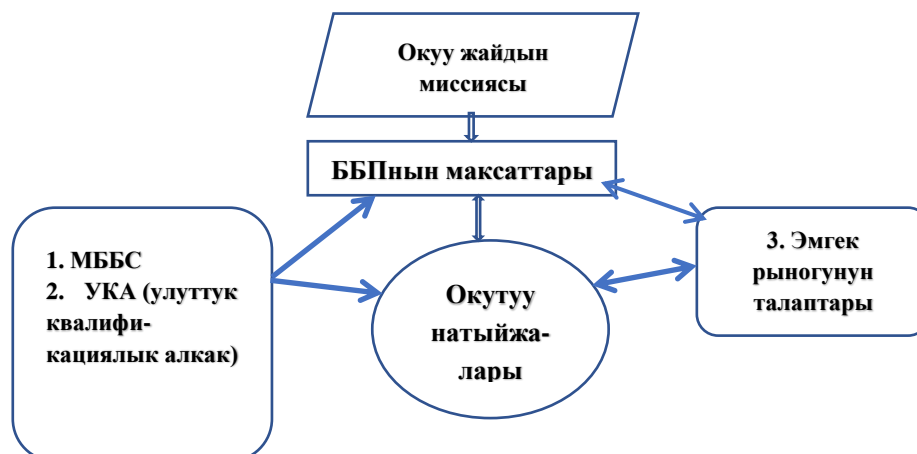 Окуу жайдын
миссиясы
ББПнын максаттары
1. МББС
2. УКА (улуттук
квалифи-
кациялык алкак)
Окутуу
натыйжа-
лары
3. Эмгек
рыногунун
талаптары